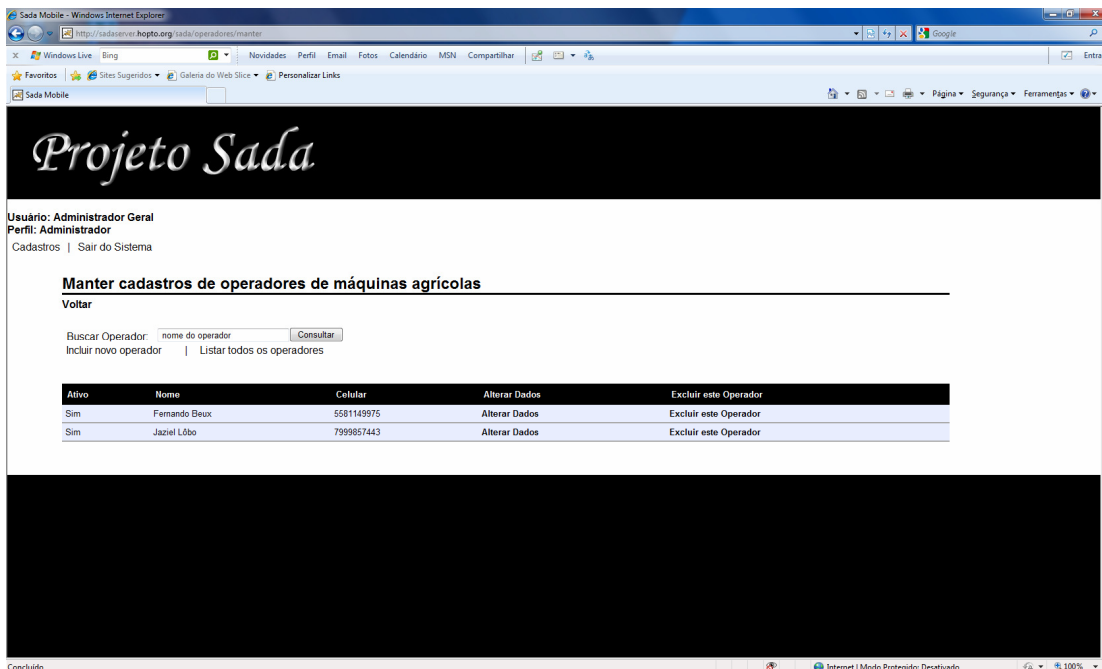 Sada Mobile - Windows Internet Explorer
http://sadaserver.hopto.org/sada/operadores/manter
Google
x Windows Live Bing Novidades Perfil Email Fotos Calendário MSN Compartilhar Entra
Favoritos Sites Sugeridos Galeria do Web Slice Personalizar Links
Sada Mobile Página Segurança Ferramentas
Projeto Sada
Usuário: Administrador Geral
Perfil: Administrador
Cadastros | Sair do Sistema
Manter cadastros de operadores de máquinas agrícolas
Voltar
Buscar Operador: nome do operador Consultar
Incluir novo operador | Listar todos os operadores
Ativo Nome Celular Alterar Dados Excluir este Operador
Sim Fernando Beux 5581149975 Alterar Dados Excluir este Operador
Sim Jaziel Lôbo 7999857443 Alterar Dados Excluir este Operador
Concluído Internet | Modo Protegido: Desativado 100%